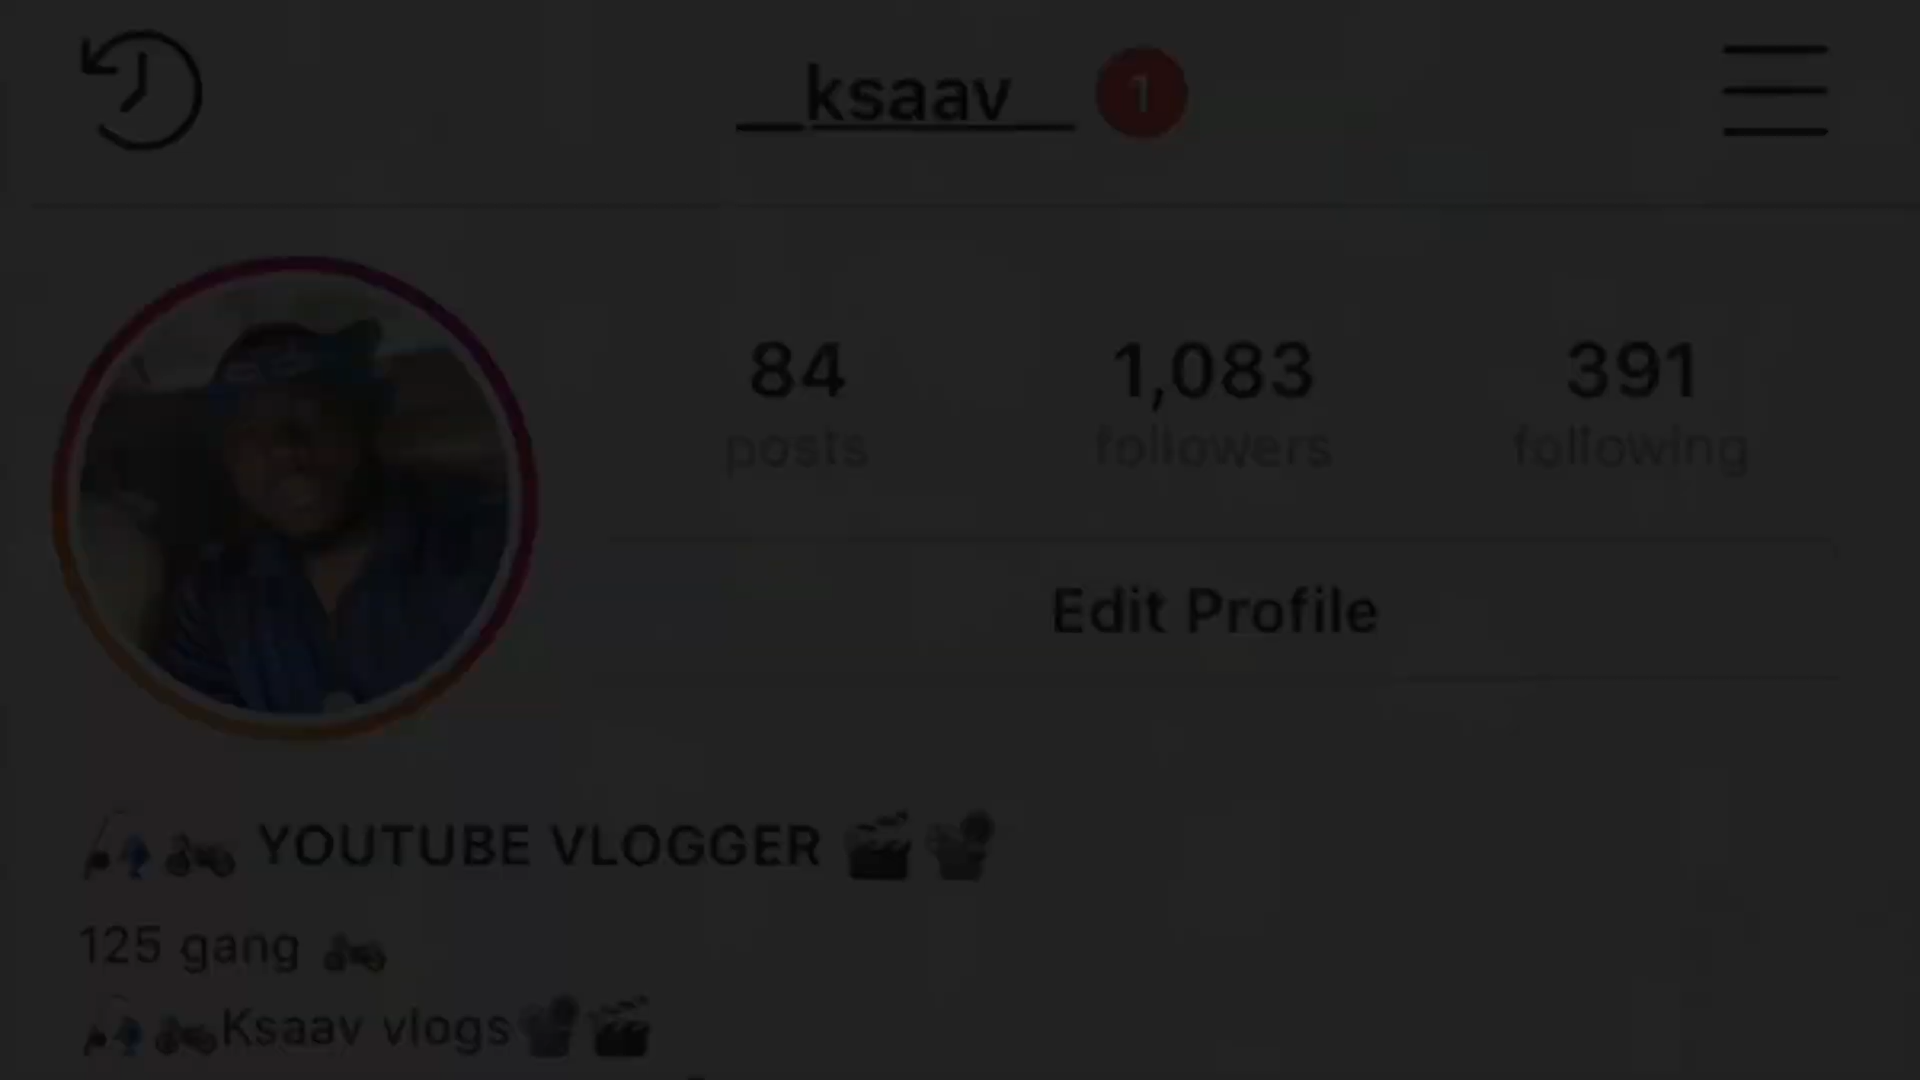 __ksaav__ 1
84 1,083 391
posts followers following
Edit Profile
YOUTUBE VLOGGER
125 gang
Ksaav vlogs